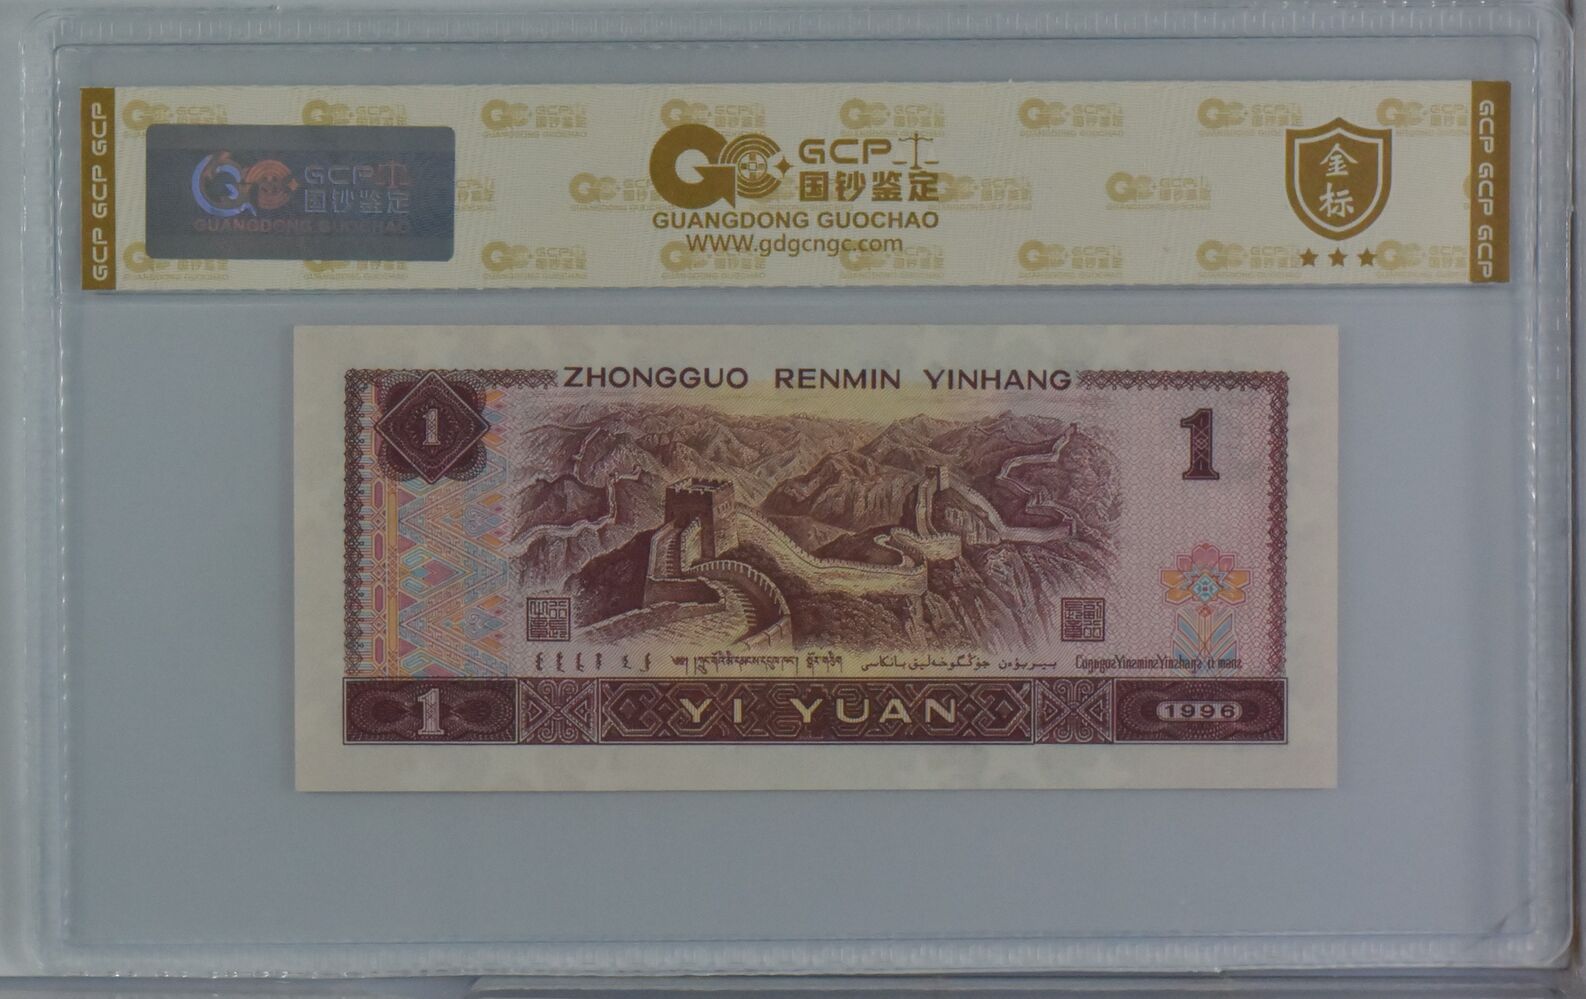 GCP GCP GCP
GCP
国钞鉴定
GUANGDONG GUOCHAO
GCP
国钞鉴定
GUANGDONG GUOCHAO
WWW.gdgcngc.com
金
标
GCP GCP GCP
ZHONGGUO RENMIN YINHANG
1
1
1
YI YUAN
1996